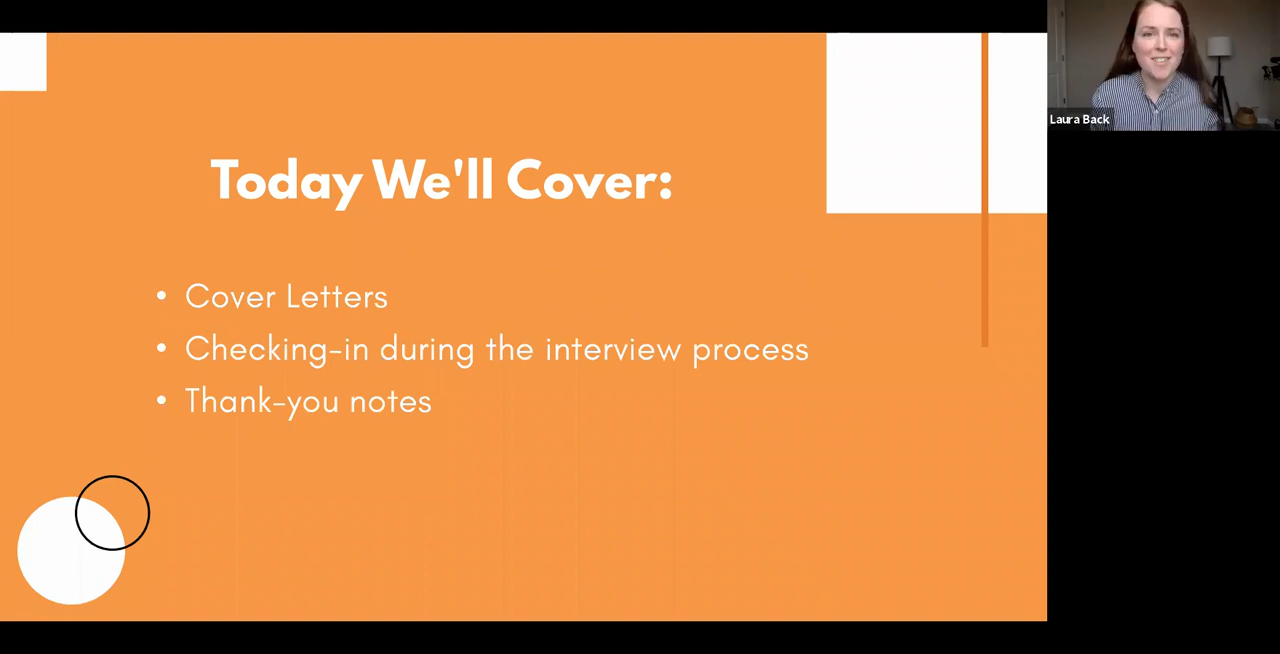 Today We'll Cover:
• Cover Letters
• Checking-in during the interview process
• Thank-you notes
Laura Back